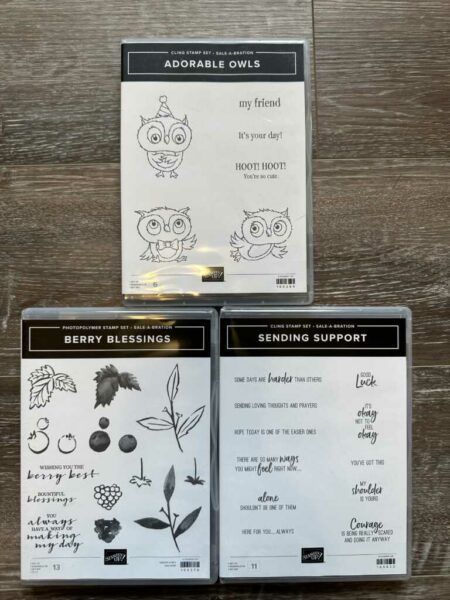 CLING STAMP SET • SALE-A-BRATION
ADORABLE OWLS
my friend
It's your day!
HOOT! HOOT!
You're so cute.
STAMPIN' UP!
6
PHOTOPOLYMER STAMP SET • SALE-A-BRATION
BERRY BLESSINGS
WISHING YOU THE
berry best
BOUNTIFUL
blessings
YOU
always
HAVE A WAY OF
making
my day
STAMPIN' UP!
13
CLING STAMP SET • SALE-A-BRATION
SENDING SUPPORT
SOME DAYS ARE harder THAN OTHERS
SENDING LOVING THOUGHTS AND PRAYERS
HOPE TODAY IS ONE OF THE EASIER ONES
THERE ARE SO MANY ways
YOU MIGHT feel RIGHT NOW...
alone
SHOULDN'T BE ONE OF THEM
HERE FOR YOU... ALWAYS
GOOD
Luck
IT'S
okay
NOT TO
FEEL
okay
YOU'VE GOT THIS
MY
shoulder
IS YOURS
Courage
IS BEING REALLY SCARED
AND DOING IT ANYWAY
STAMPIN' UP!
11